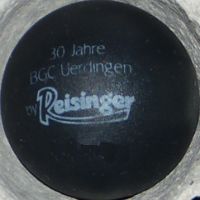 30 Jahre
BGC Uerdingen
by Reisinger